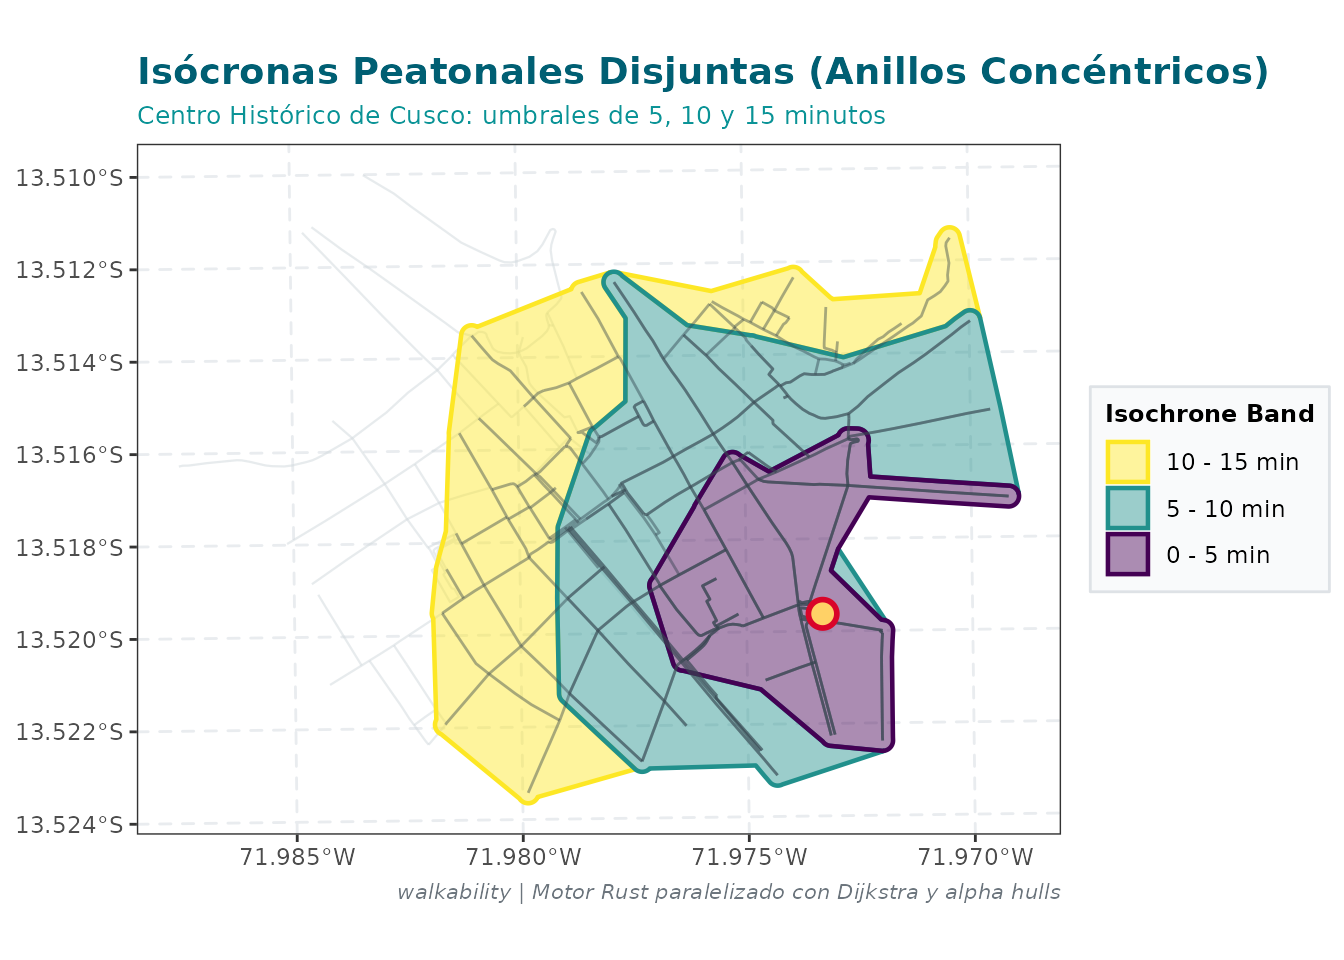 Isócronas Peatonales Disjuntas (Anillos Concéntricos)
Centro Histórico de Cusco: umbrales de 5, 10 y 15 minutos
13.510°S
13.512°S
13.514°S
13.516°S
13.518°S
13.520°S
13.522°S
13.524°S
71.985°W 71.980°W 71.975°W 71.970°W
Isochrone Band
10 - 15 min
5 - 10 min
0 - 5 min
walkability | Motor Rust paralelizado con Dijkstra y alpha hulls